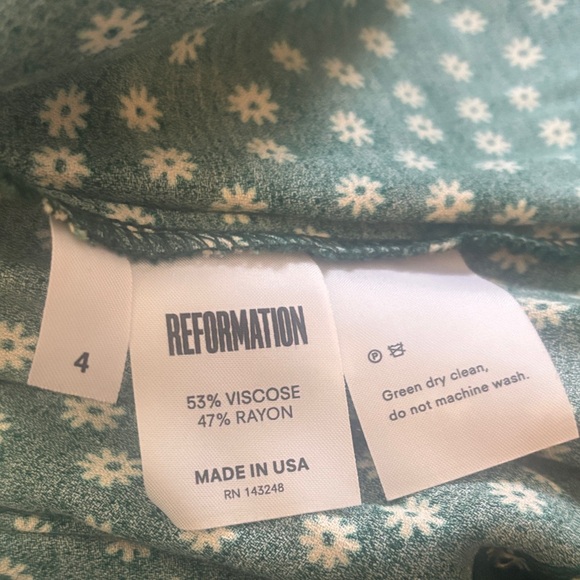 4
REFORMATION
53% VISCOSE
47% RAYON
MADE IN USA
RN 143248
P
Green dry clean,
do not machine wash.